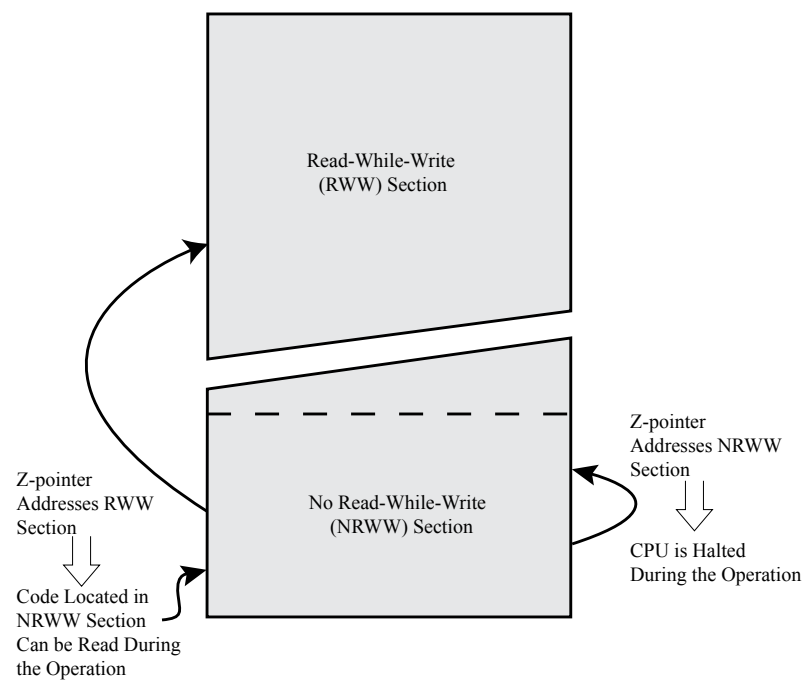 Read-While-Write
(RWW) Section
Z-pointer
Addresses RWW
Section
Code Located in
NRWW Section
Can be Read During
the Operation
No Read-While-Write
(NRWW) Section
Z-pointer
Addresses NRWW
Section
CPU is Halted
During the Operation